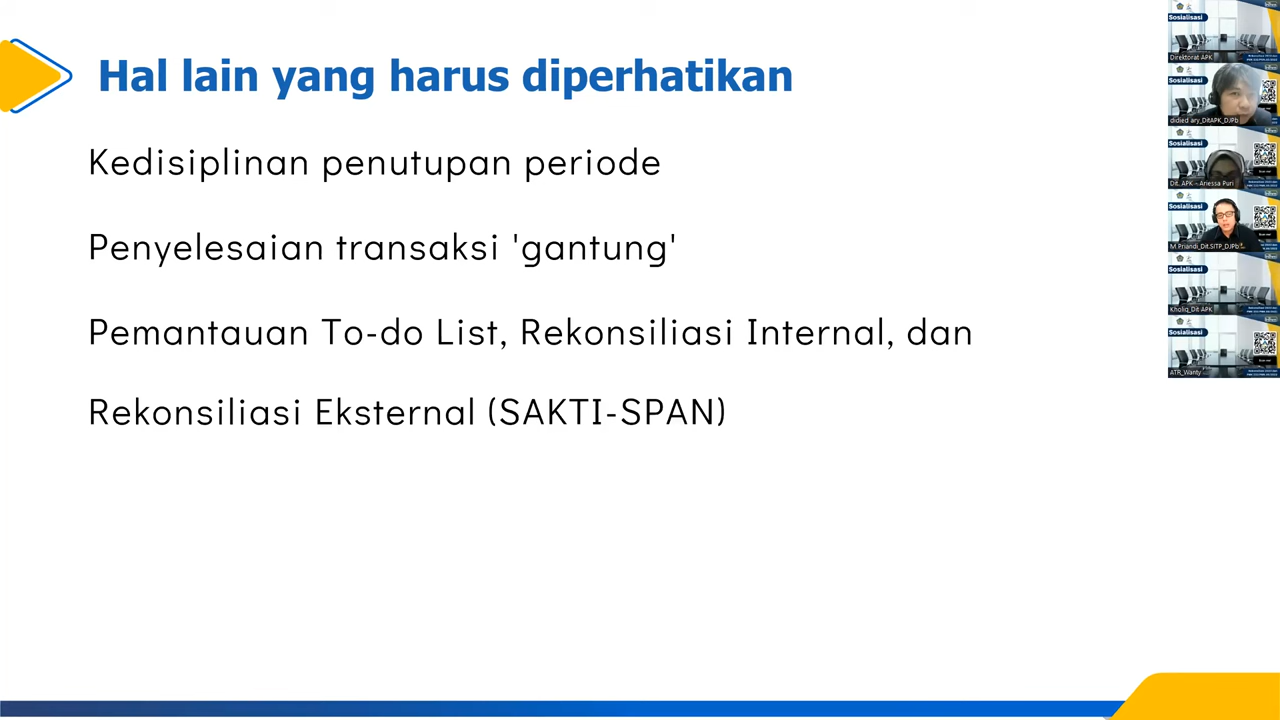 Hal lain yang harus diperhatikan
Kedisiplinan penutupan periode
Penyelesaian transaksi 'gantung'
Pemantauan To-do List, Rekonsiliasi Internal, dan
Rekonsiliasi Eksternal (SAKTI-SPAN)
Sosialisasi
Direktorat APK
Sosialisasi
didied ary_DitAPK_DJPb
Sosialisasi
Dit. APK - Ariessa Puri
Sosialisasi
M Priandi_Dit.SITP_DJPb
Sosialisasi
Kholiq_Dit APK
Sosialisasi
ATR_Wanty